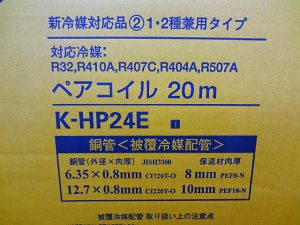 新冷媒対応品②1・2種兼用タイプ
対応冷媒:
R32,R410A,R407C,R404A,R507A
ペアコイル 20m
K-HP24E
銅管<被覆冷媒配管>
銅管(外径×肉厚) JISH3300 保温材肉厚
6.35×0.8mm C1220T-O 8mm PEF8-N
12.7×0.8mm C1220T-O 10mm PEF10-N
被覆冷媒配管 取り扱い上の注意点